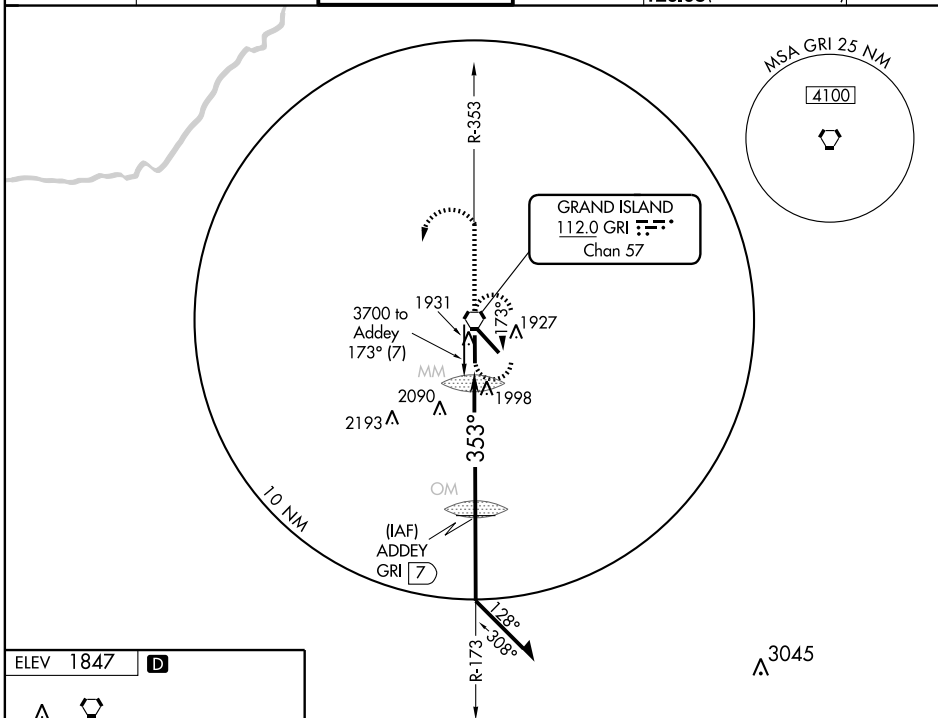 MSA GRI 25 NM
4100
R-353
GRAND ISLAND
112.0 GRI
Chan 57
1931
3700 to
Addey
173° (7)
173°
1927
MM
2090
1998
2193
353°
OM
10 NM
(IAF)
ADDEY
GRI 7
128°
308°
R-173
3045
ELEV 1847 D